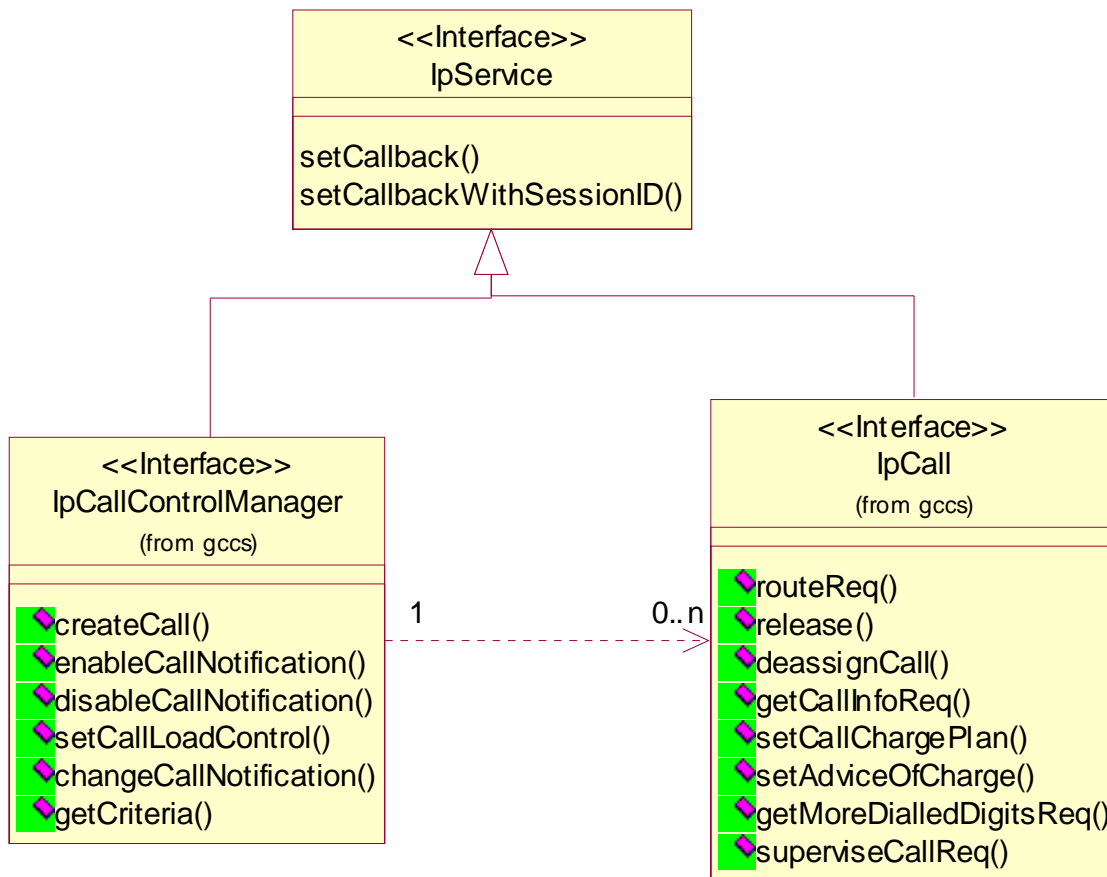 <<Interface>>
IpService
setCallback()
setCallbackWithSessionID()
<<Interface>>
IpCallControlManager
(from gccs)
createCall()
enableCallNotification()
disableCallNotification()
setCallLoadControl()
changeCallNotification()
getCriteria()
1
0..n
<<Interface>>
IpCall
(from gccs)
routeReq()
release()
deassignCall()
getCallInfoReq()
setCallChargePlan()
setAdviceOfCharge()
getMoreDialledDigitsReq()
superviseCallReq()